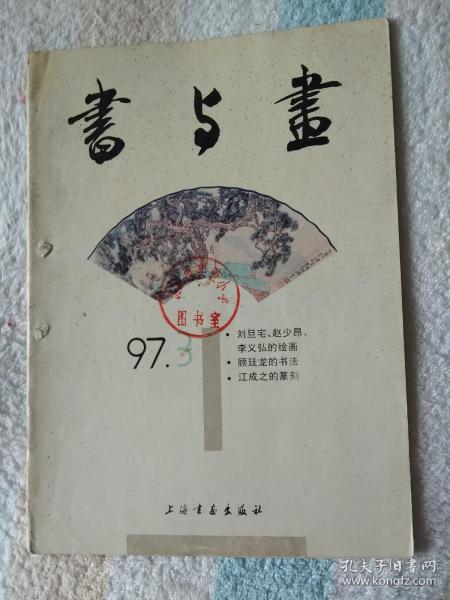 書与畫
图书室
97.3
• 刘旦宅、赵少昂、
李义弘的绘画
• 顾廷龙的书法
• 江成之的篆刻
上海书画出版社
孔夫子旧书网
www.kongfz.com